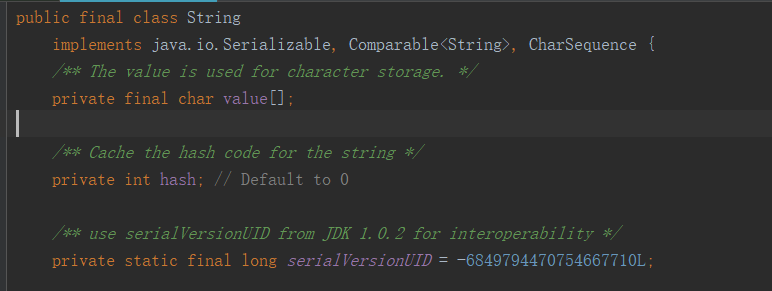 public final class String
    implements java.io.Serializable, Comparable<String>, CharSequence {
    /** The value is used for character storage. */
    private final char value[];
    /** Cache the hash code for the string */
    private int hash; // Default to 0
    /** use serialVersionUID from JDK 1.0.2 for interoperability */
    private static final long serialVersionUID = -6849794470754667710L;